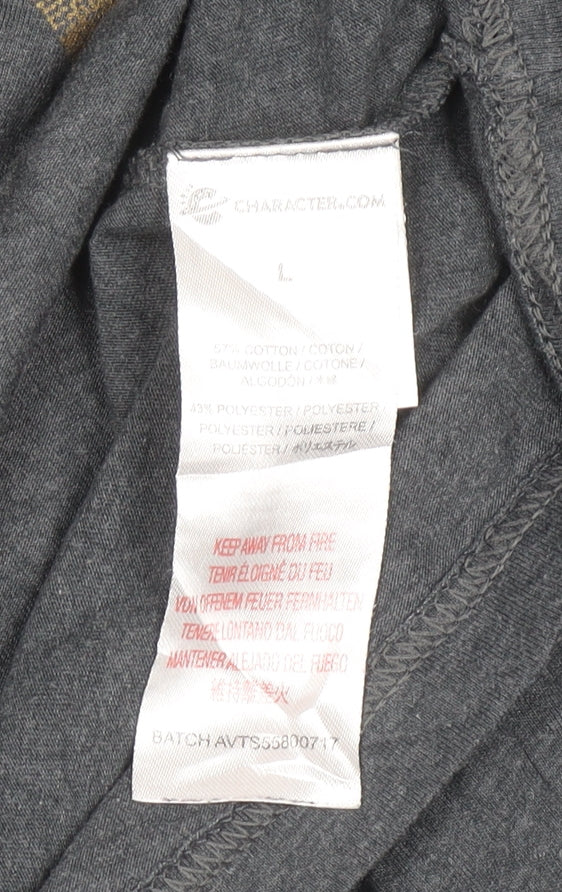 CHARACTER.COM
L
57% COTTON / COTON /
BAUMWOLLE / COTONE /
ALGODÓN / 木綿
43% POLYESTER / POLYESTER /
POLYESTER / POLIESTERE /
POLIESTER / ポリエステル
KEEP AWAY FROM FIRE
TENIR ÉLOIGNÉ DU FEU
VON OFFENEM FEUER FERNHALTEN
TENERE LONTANO DAL FUOCO
MANTENER ALEJADO DEL FUEGO
BATCH AVTS55800717